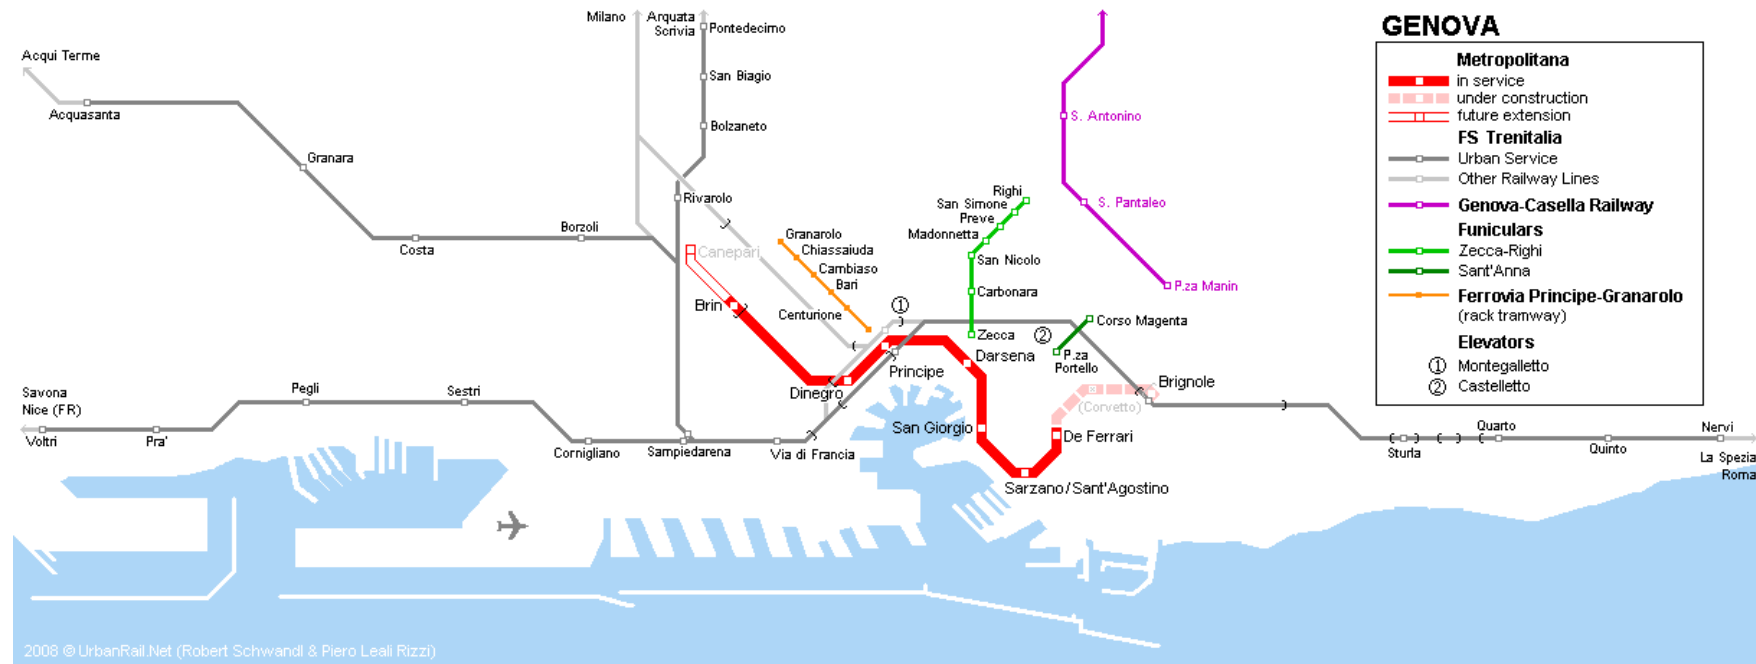 Milano
Arquata
Scrivia
Pontedecimo
Acqui Terme
San Biagio
Acquasanta
Bolzaneto
Granara
Rivarolo
Borzoli
Costa
Canepari
Granarolo
Chiassaiuda
Cambiaso
Bari
Centurione
Brin
Righi
San Simone
Preve
Madonnetta
San Nicolo
Carbonara
Zecca
S. Antonino
S. Pantaleo
P.za Manin
1
2
Corso Magenta
P.za
Portello
Darsena
Principe
Dinegro
Brignole
(Corvetto)
San Giorgio
De Ferrari
Sarzano/Sant'Agostino
Savona
Nice (FR)
Voltri
Pra'
Pegli
Sestri
Cornigliano
Sampiedarena
Via di Francia
Sturla
Quarto
Quinto
Nervi
La Spezia
Roma
GENOVA
Metropolitana
in service
under construction
future extension
FS Trenitalia
Urban Service
Other Railway Lines
Genova-Casella Railway
Funiculars
Zecca-Righi
Sant'Anna
Ferrovia Principe-Granarolo
(rack tramway)
Elevators
1 Montegalletto
2 Castelletto
2008 © UrbanRail.Net (Robert Schwandl & Piero Leali Rizzi)